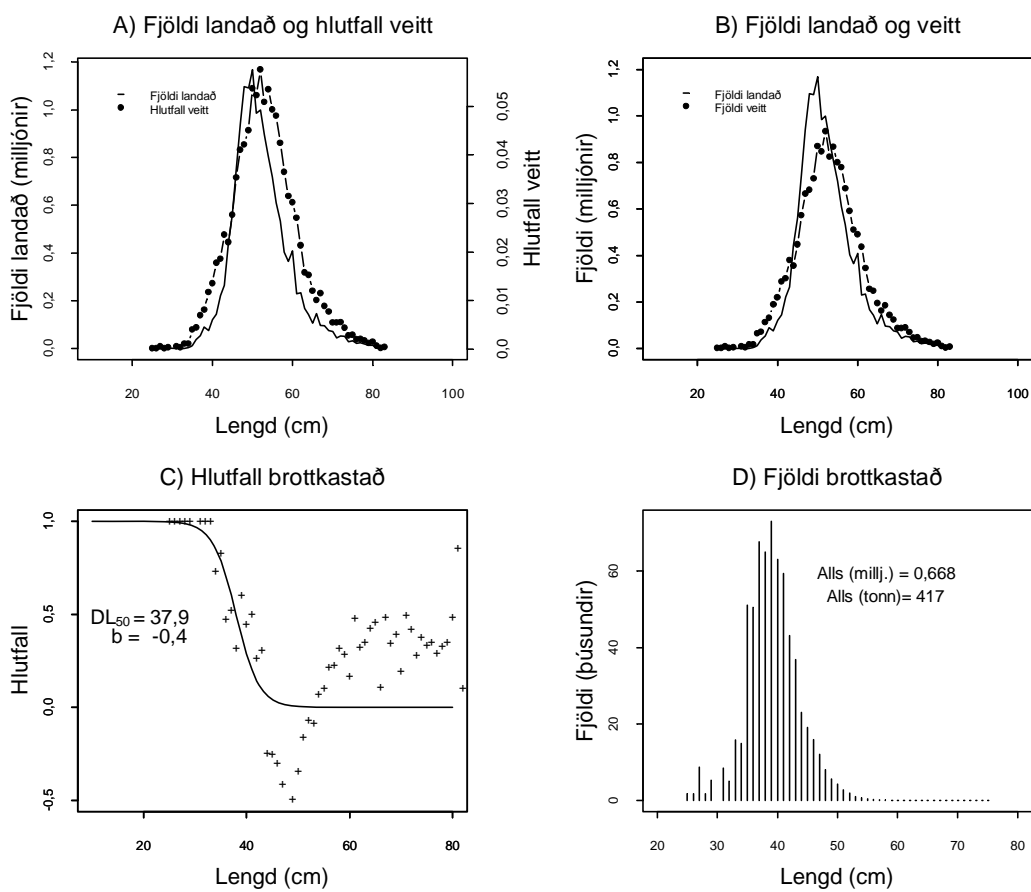 A) Fjöldi landað og hlutfall veitt
Fjöldi landað (milljónir)
0,0 0,2 0,4 0,6 0,8 1,0 1,2
Fjöldi landað
Hlutfall veitt
0,00 0,01 0,02 0,03 0,04 0,05
Hlutfall veitt
20 40 60 80 100
Lengd (cm)
B) Fjöldi landað og veitt
Fjöldi (milljónir)
0,0 0,2 0,4 0,6 0,8 1,0 1,2
Fjöldi landað
Fjöldi veitt
20 40 60 80 100
Lengd (cm)
C) Hlutfall brottkastað
Hlutfall
-0,5 0,0 0,5 1,0
DL50 = 37,9
b = -0,4
20 40 60 80
Lengd (cm)
D) Fjöldi brottkastað
Fjöldi (þúsundir)
0 20 40 60
Alls (millj.) = 0,668
Alls (tonn)= 417
20 30 40 50 60 70 80
Lengd (cm)